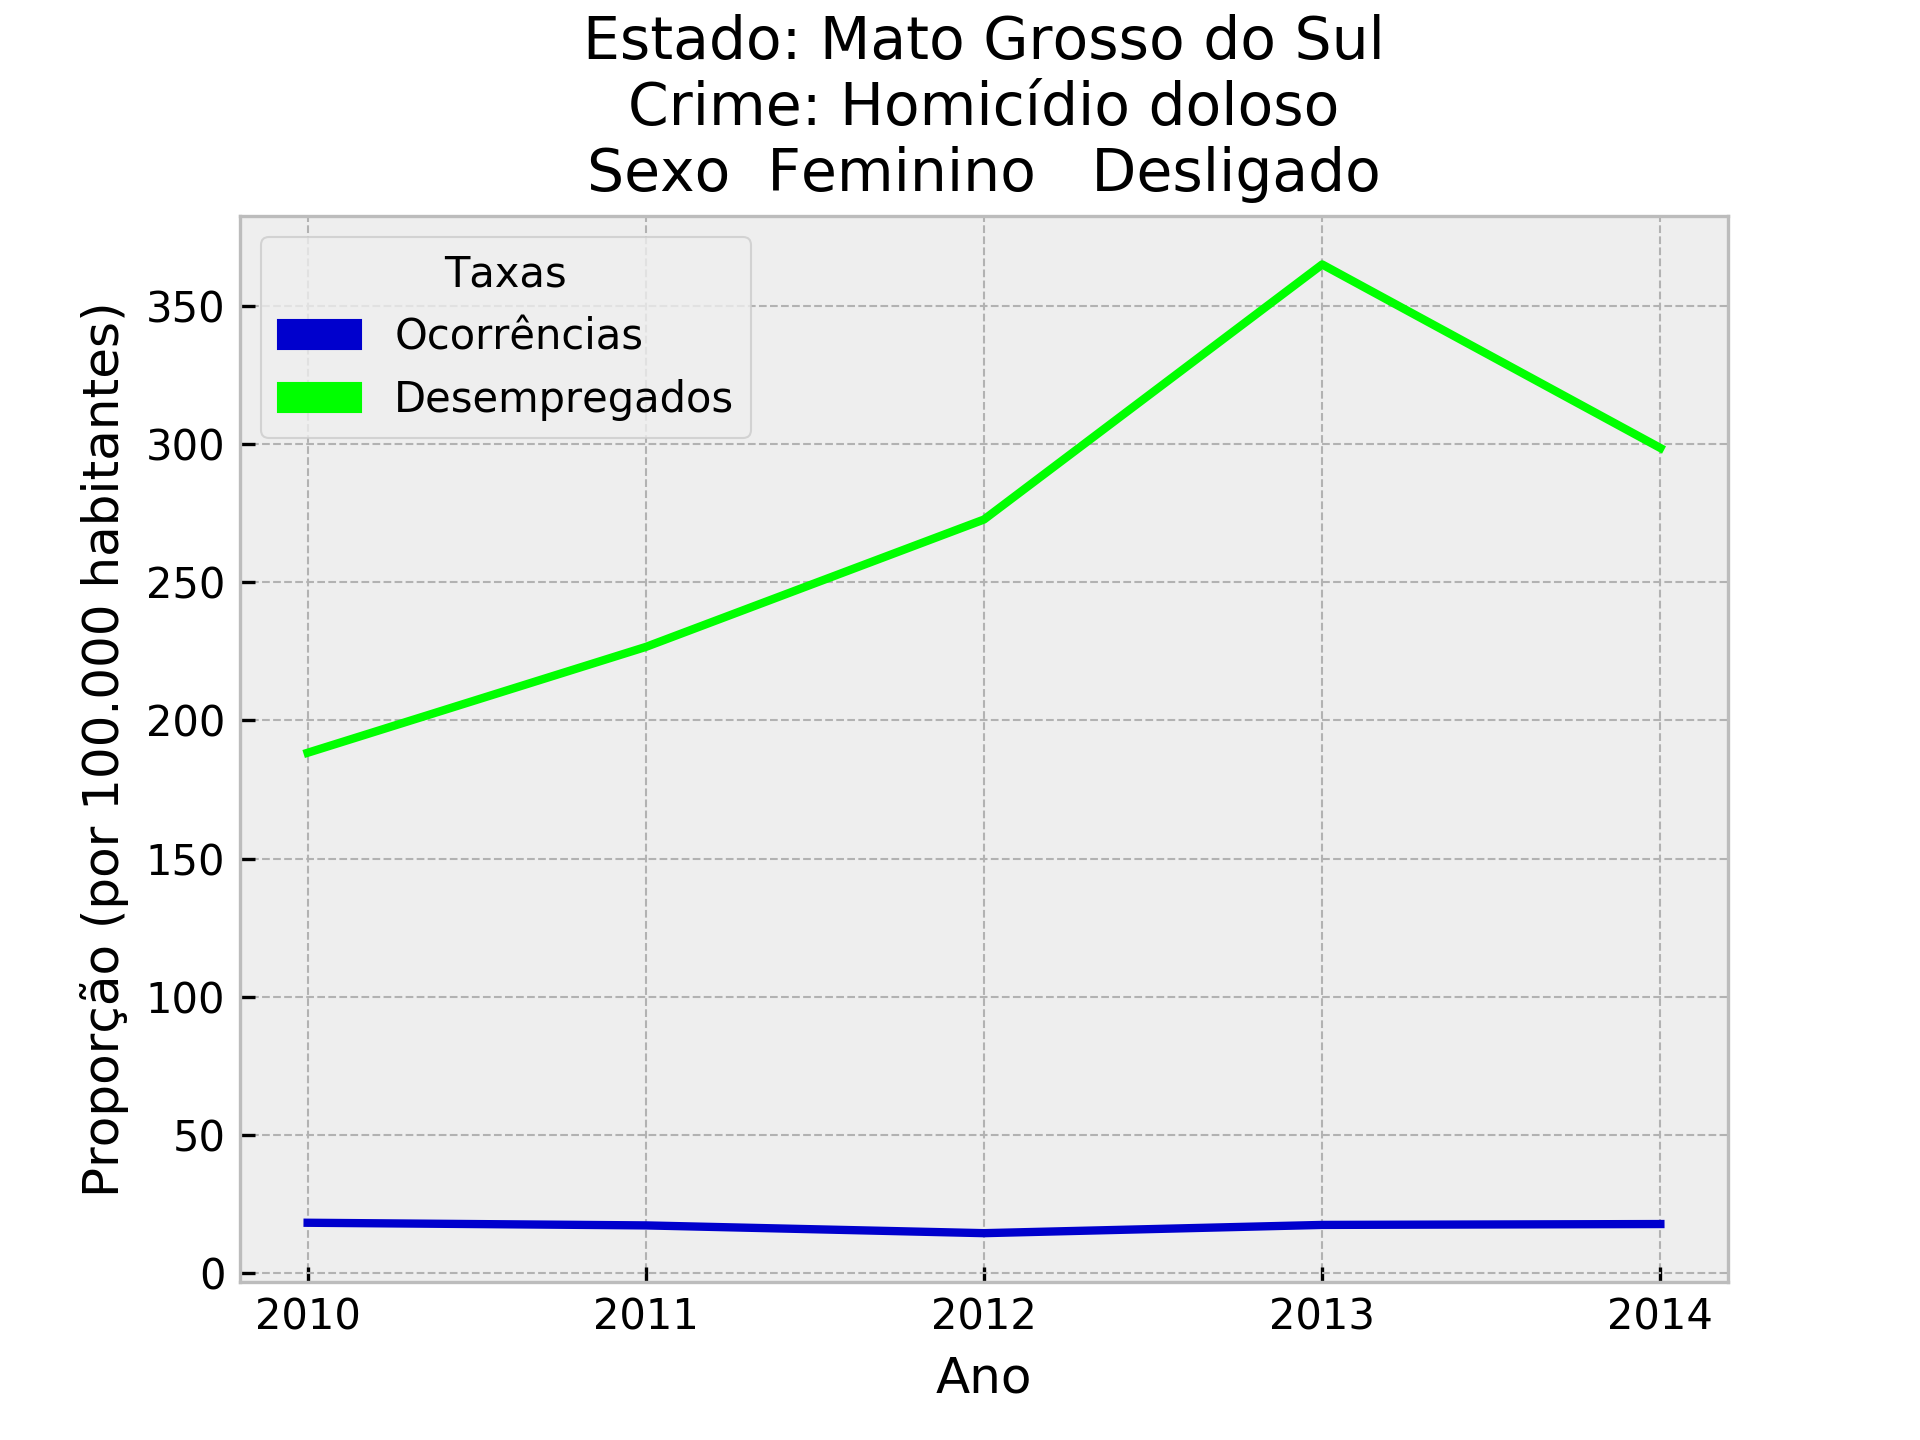 Estado: Mato Grosso do Sul
Crime: Homicídio doloso
Sexo  Feminino   Desligado
Taxas
Ocorrências
Desempregados
Proporção (por 100.000 habitantes)
350
300
250
200
150
100
50
0
2010 2011 2012 2013 2014
Ano